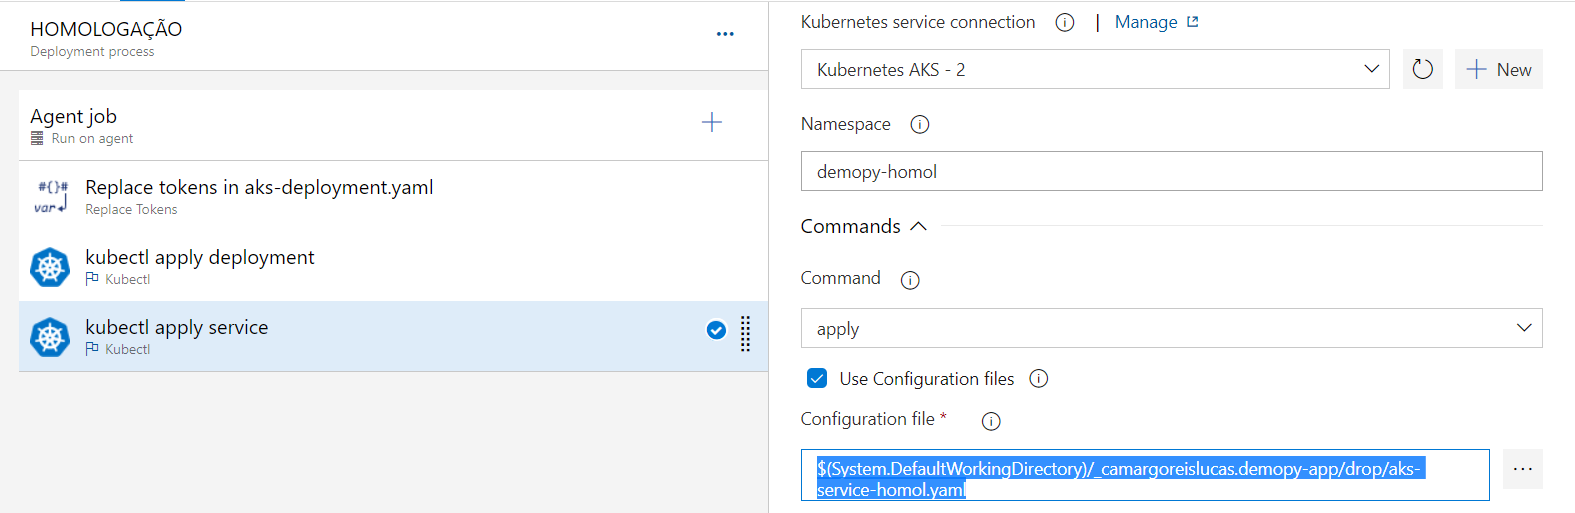 HOMOLOGAÇÃO
Deployment process
Agent job
Run on agent
#{}#
var
Replace tokens in aks-deployment.yaml
Replace Tokens
kubectl apply deployment
Kubectl
kubectl apply service
Kubectl
Kubernetes service connection | Manage
Kubernetes AKS - 2
New
Namespace
demopy-homol
Commands
Command
apply
Use Configuration files
Configuration file *
$(System.DefaultWorkingDirectory)/_camargoreislucas.demopy-app/drop/aks-
service-homol.yaml